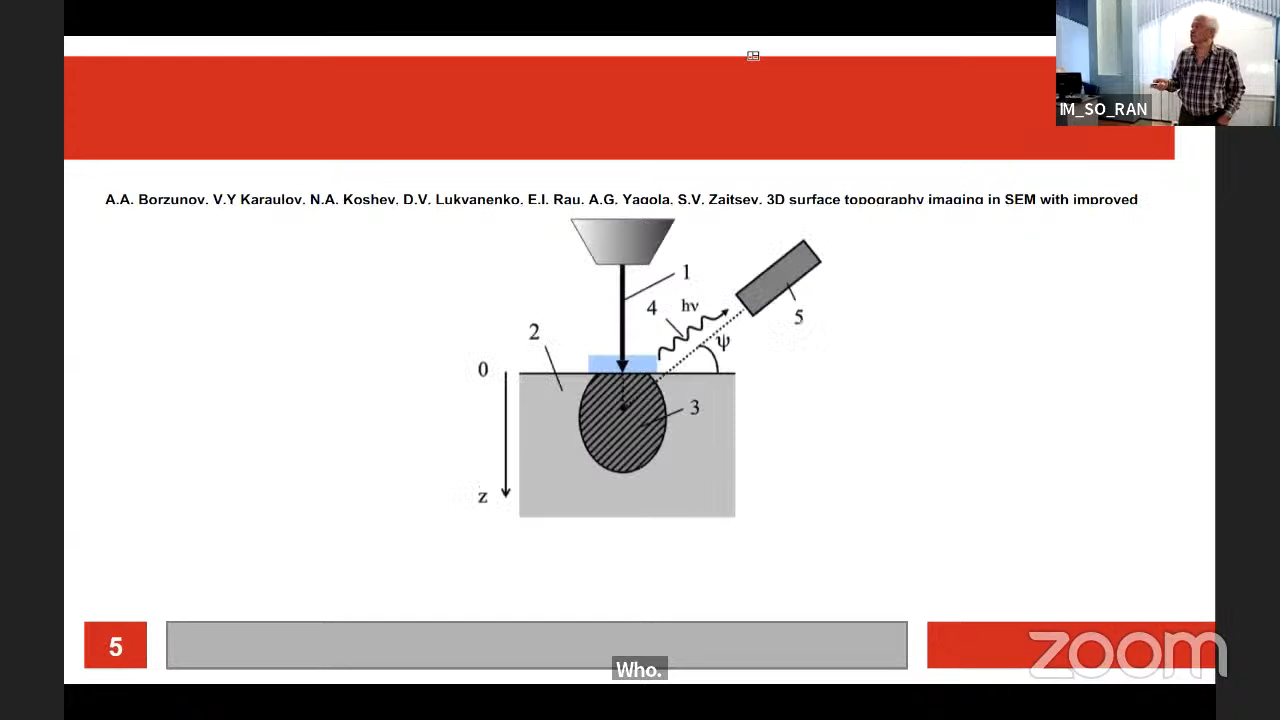 IM_SO_RAN
A.A. Borzunov, V.Y Karaulov, N.A. Koshev, D.V. Lukyanenko, E.I. Rau, A.G. Yagola, S.V. Zaitsev, 3D surface topography imaging in SEM with improved
1
4
hν
5
2
ψ
0
3
z
5
zoom
Who.